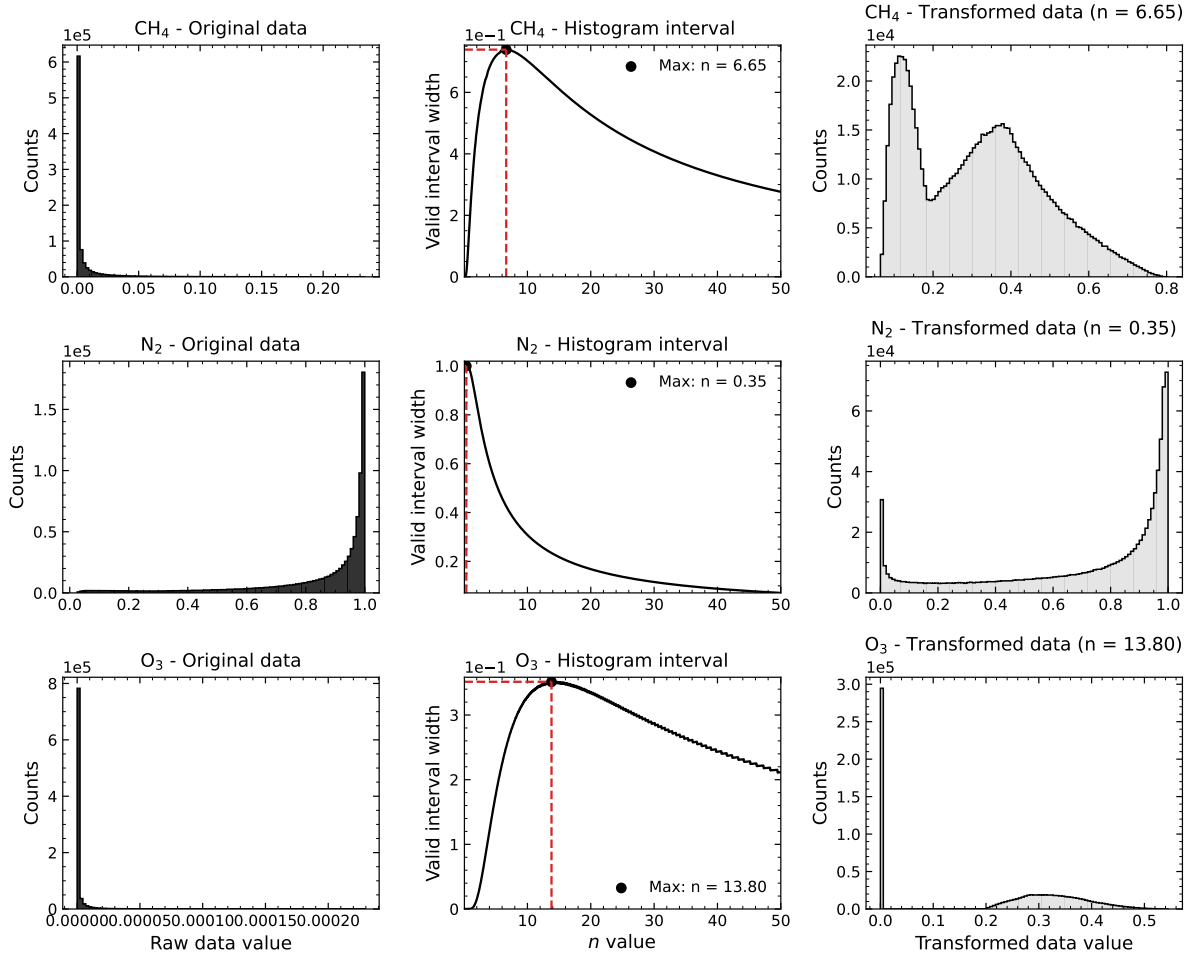 CH₄ - Original data
1e5
Counts
6
5
4
3
2
1
0
0.00 0.05 0.10 0.15 0.20
CH₄ - Histogram interval
1e−1
Valid interval width
6
4
2
0
0 10 20 30 40 50
Max: n = 6.65
CH₄ - Transformed data (n = 6.65)
1e4
Counts
2.0
1.5
1.0
0.5
0.0
0.2 0.4 0.6 0.8
N₂ - Original data
1e5
Counts
1.5
1.0
0.5
0.0
0.0 0.2 0.4 0.6 0.8 1.0
N₂ - Histogram interval
Valid interval width
1.0
0.8
0.6
0.4
0.2
10 20 30 40 50
Max: n = 0.35
N₂ - Transformed data (n = 0.35)
1e4
Counts
6
4
2
0
0.0 0.2 0.4 0.6 0.8 1.0
O₃ - Original data
1e5
Counts
8
6
4
2
0
0.00000 0.00005 0.00010 0.00015 0.00020
Raw data value
O₃ - Histogram interval
1e−1
Valid interval width
3
2
1
0
0 10 20 30 40 50
Max: n = 13.80
n value
O₃ - Transformed data (n = 13.80)
1e5
Counts
3.0
2.5
2.0
1.5
1.0
0.5
0.0
0.0 0.1 0.2 0.3 0.4 0.5
Transformed data value